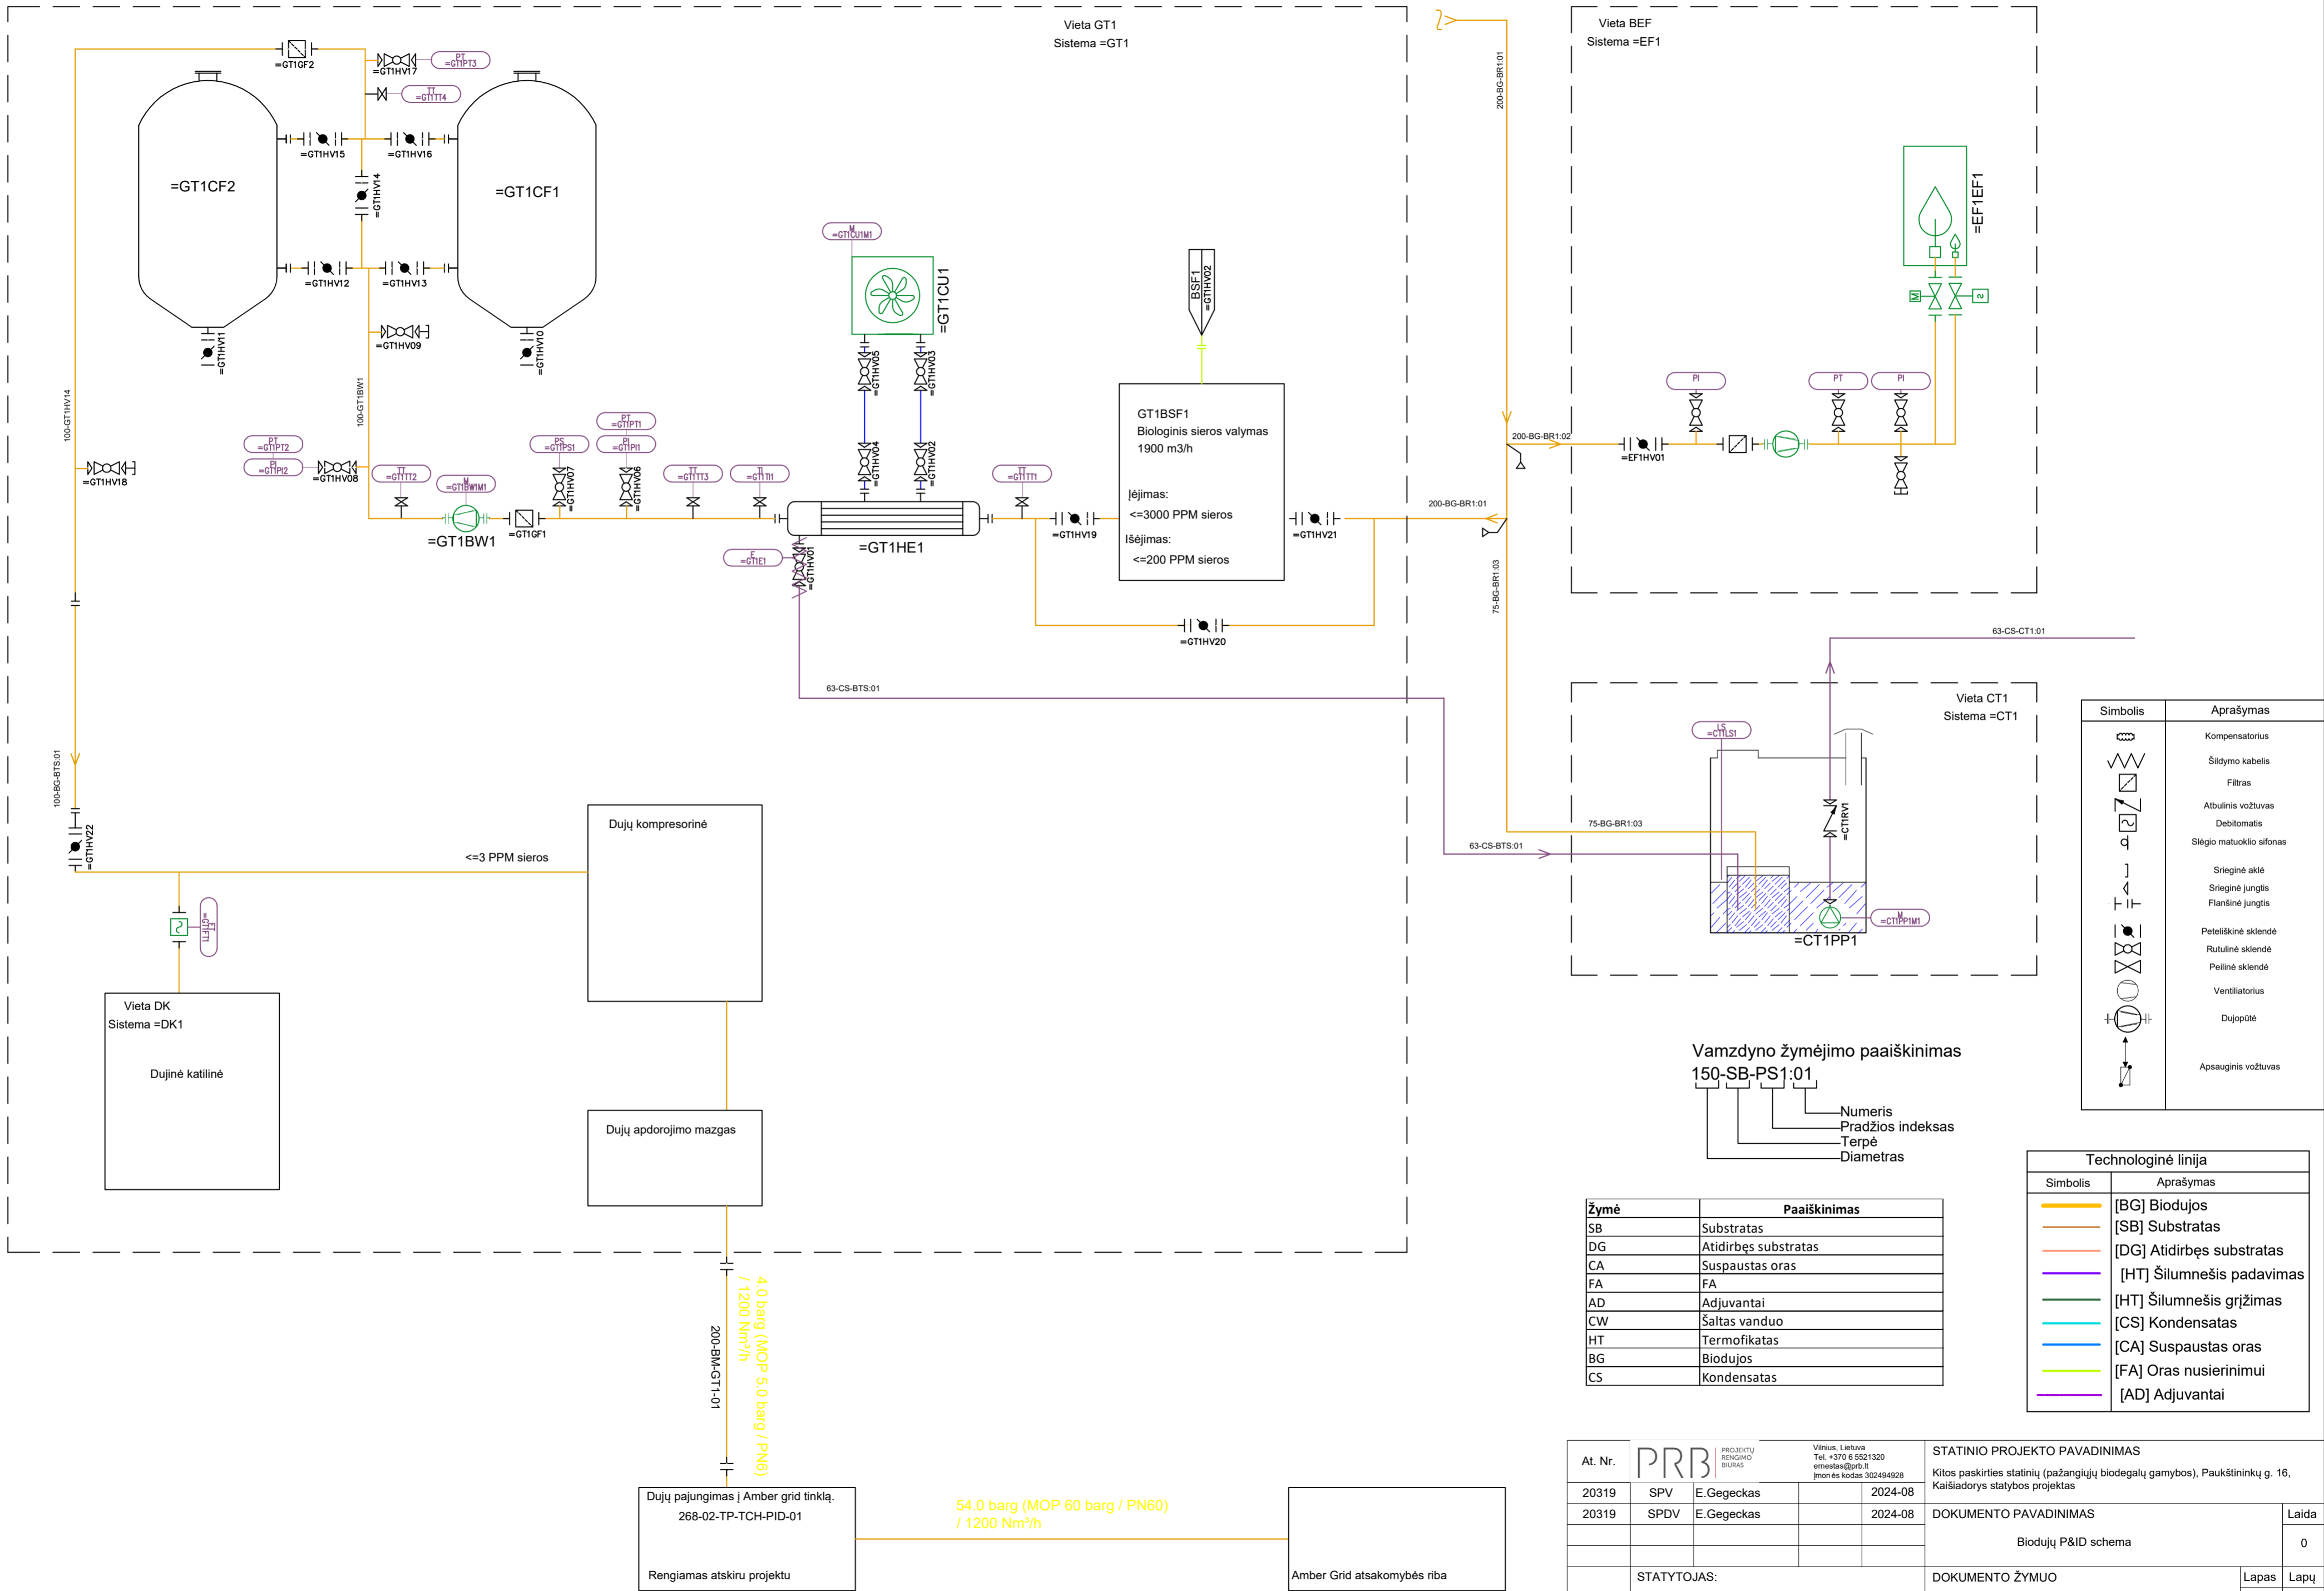 Vieta GT1
Sistema =GT1
=GT1GF2
=GT1HV17
PT
=GT1PT3
TT
=GT1TT4
=GT1CF2
=GT1CF1
=GT1HV15
=GT1HV16
=GT1HV14
=GT1HV12
=GT1HV13
=GT1HV11
=GT1HV10
=GT1HV09
100-GT1HV14
100-GT1BW1
=GT1HV18
PT
=GT1PT2
PI
=GT1PI2
=GT1HV08
TT
=GT1TT2
M
=GT1BW1M1
=GT1BW1
=GT1GF1
PS
=GT1PS1
=GT1HV07
PT
=GT1PT1
PI
=GT1PI1
=GT1HV06
TT
=GT1TT3
TI
=GT1TI1
M
=GT1CU1M1
=GT1CU1
=GT1HV05
=GT1HV03
=GT1HV04
=GT1HV02
=GT1HE1
E
=GT1E1
=GT1HV01
TT
=GT1TT1
=GT1HV19
BSF1
=GT1HV02
GT1BSF1
Biologinis sieros valymas
1900 m3/h
Įėjimas:
<=3000 PPM sieros
Išėjimas:
<=200 PPM sieros
=GT1HV21
=GT1HV20
63-CS-BTS:01
100-BG-BTS:01
=GT1HV22
<=3 PPM sieros
FT
=GT1FT1
Vieta DK
Sistema =DK1
Dujinė katilinė
Dujų kompresorinė
Dujų apdorojimo mazgas
200-BM-GT1-01
4.0 barg (MOP 5.0 barg / PN6)
/ 1200 Nm³/h
Dujų pajungimas į Amber grid tinklą.
268-02-TP-TCH-PID-01
Rengiamas atskiru projektu
54.0 barg (MOP 60 barg / PN60)
/ 1200 Nm³/h
Amber Grid atsakomybės riba
200-BG-BR1:01
200-BG-BR1:02
200-BG-BR1:01
75-BG-BR1:03
Vieta BEF
Sistema =EF1
=EF1EF1
M
=EF1HV01
PI
PT
PI
63-CS-CT1:01
Vieta CT1
Sistema =CT1
LS
=CT1LS1
=CT1RV1
75-BG-BR1:03
63-CS-BTS:01
M
=CT1PP1M1
=CT1PP1
Simbolis Aprašymas
Kompensatorius
Šildymo kabelis
Filtras
Atbulinis vožtuvas
Debitomatis
Slėgio matuoklio sifonas
Srieginė aklė
Srieginė jungtis
Flanšinė jungtis
Peteliškinė sklendė
Rutulinė sklendė
Peilinė sklendė
Ventiliatorius
Dujopūtė
Apsauginis vožtuvas
Vamzdyno žymėjimo paaiškinimas
150-SB-PS1:01
Numeris
Pradžios indeksas
Terpė
Diametras
Žymė Paaiškinimas
SB Substratas
DG Atidirbęs substratas
CA Suspaustas oras
FA FA
AD Adjuvantai
CW Šaltas vanduo
HT Termofikatas
BG Biodujos
CS Kondensatas
Technologinė linija
Simbolis Aprašymas
[BG] Biodujos
[SB] Substratas
[DG] Atidirbęs substratas
[HT] Šilumnešis padavimas
[HT] Šilumnešis grįžimas
[CS] Kondensatas
[CA] Suspaustas oras
[FA] Oras nusierinimui
[AD] Adjuvantai
At. Nr.
PRB
PROJEKTŲ
RENGIMO
BIURAS
Vilnius, Lietuva
Tel. +370 6 5521320
ernestas@prb.lt
Įmonės kodas 302494928
STATINIO PROJEKTO PAVADINIMAS
Kitos paskirties statinių (pažangiųjų biodegalų gamybos), Paukštininkų g. 16,
Kaišiadorys statybos projektas
20319 SPV E.Gegeckas 2024-08
20319 SPDV E.Gegeckas 2024-08
DOKUMENTO PAVADINIMAS Laida
Biodujų P&ID schema 0
STATYTOJAS: DOKUMENTO ŽYMUO Lapas Lapų